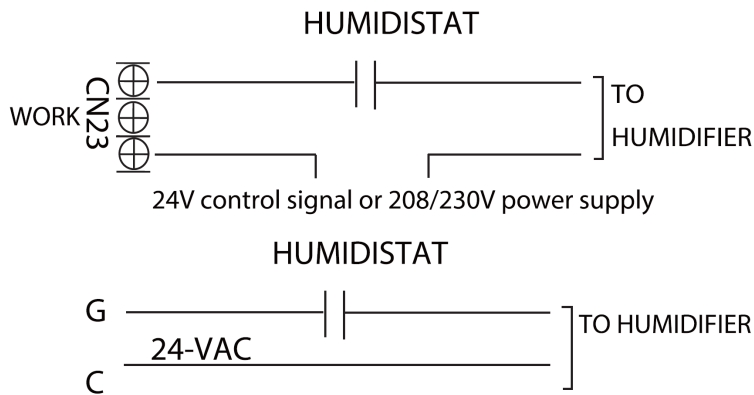 HUMIDISTAT
WORK
CN23
TO
HUMIDIFIER
24V control signal or 208/230V power supply
HUMIDISTAT
G
TO HUMIDIFIER
24-VAC
C